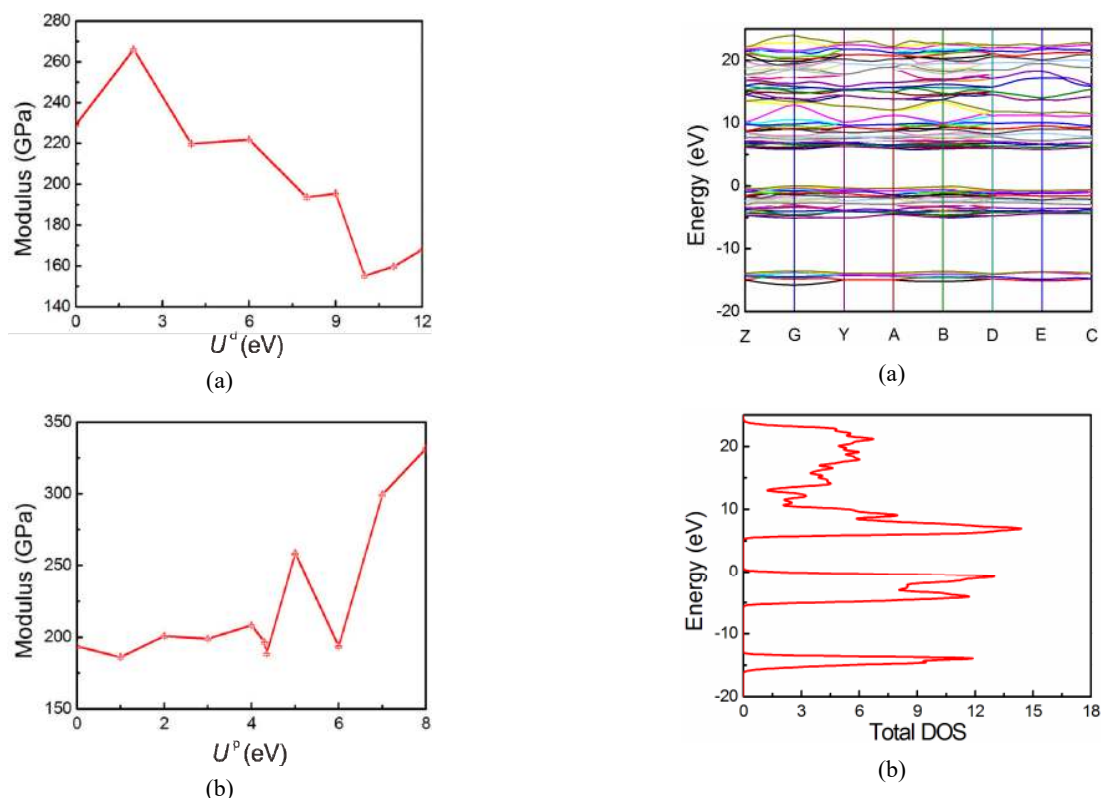 280
260
240
220
200
180
160
140
Modulus (GPa)
0 3 6 9 12
U^d (eV)
(a)
350
300
250
200
150
Modulus (GPa)
0 2 4 6 8
U^p (eV)
(b)
20
10
0
-10
-20
Energy (eV)
Z G Y A B D E C
(a)
20
10
0
-10
-20
Energy (eV)
0 3 6 9 12 15 18
Total DOS
(b)